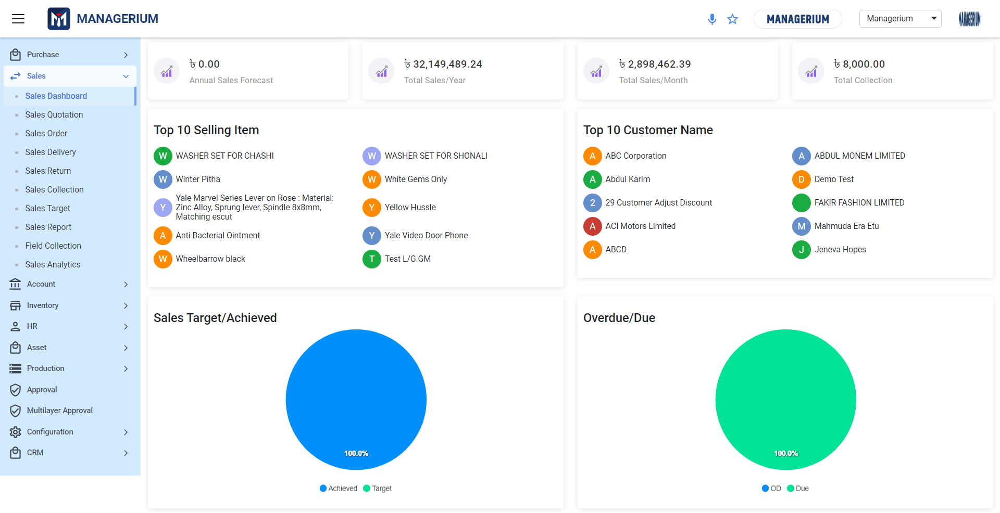 MANAGERIUM
MANAGERIUM
Managerium
MANAGERIUM
Purchase
Sales
Sales Dashboard
Sales Quotation
Sales Order
Sales Delivery
Sales Return
Sales Collection
Sales Target
Sales Report
Field Collection
Sales Analytics
Account
Inventory
HR
Asset
Production
Approval
Multilayer Approval
Configuration
CRM
৳ 0.00
Annual Sales Forecast
৳ 32,149,489.24
Total Sales/Year
৳ 2,898,462.39
Total Sales/Month
৳ 8,000.00
Total Collection
Top 10 Selling Item
W WASHER SET FOR CHASHI
W WASHER SET FOR SHONALI
W Winter Pitha
W White Gems Only
Y Yale Marvel Series Lever on Rose : Material:
Zinc Alloy, Sprung lever, Spindle 8x8mm,
Matching escut
Y Yellow Hussle
A Anti Bacterial Ointment
Y Yale Video Door Phone
W Wheelbarrow black
T Test L/G GM
Top 10 Customer Name
A ABC Corporation
A ABDUL MONEM LIMITED
A Abdul Karim
D Demo Test
2 29 Customer Adjust Discount
FAKIR FASHION LIMITED
A ACI Motors Limited
M Mahmuda Era Etu
A ABCD
J Jeneva Hopes
Sales Target/Achieved
100.0%
Achieved Target
Overdue/Due
100.0%
OD Due